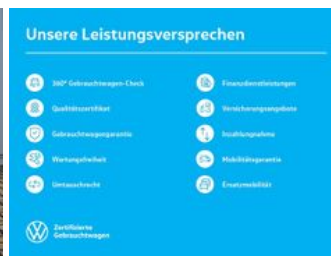 Unsere Leistungsversprechen
360° Gebrauchtwagen-Check
Qualitätszertifikat
Gebrauchtwagengarantie
Wartungsfreiheit
Umtauschrecht
Finanzdienstleistungen
Versicherungsangebote
Inzahlungnahme
Mobilitätsgarantie
Ersatzmobilität
Zertifizierte
Gebrauchtwagen